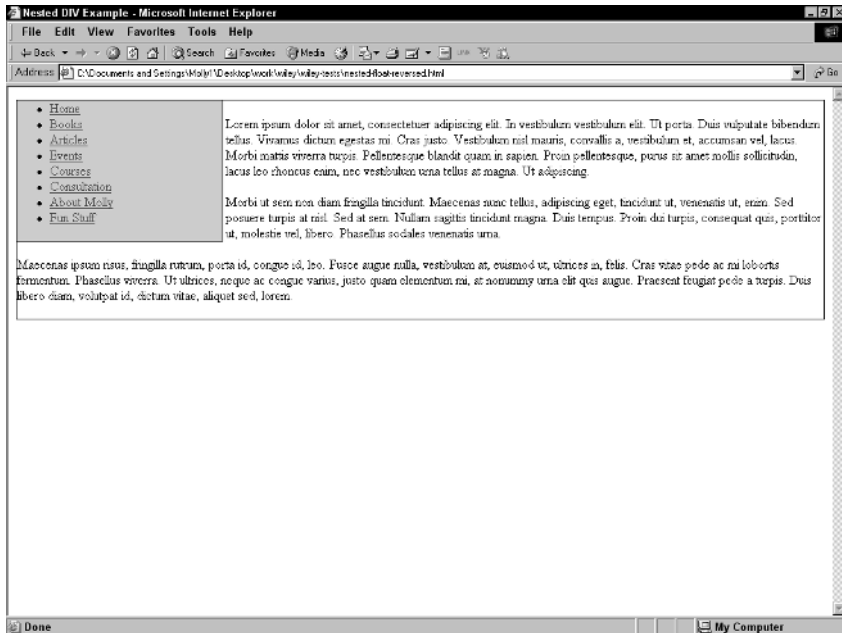 Nested DIV Example - Microsoft Internet Explorer
File Edit View Favorites Tools Help
Back Search Favorites Media
Address C:\Documents and Settings\Molly1\Desktop\work\wiley\wiley-tests\nested-float-reversed.html Go
Home
Books
Articles
Events
Courses
Consultation
About Molly
Fun Stuff
Lorem ipsum dolor sit amet, consectetuer adipiscing elit. In vestibulum vestibulum elit. Ut porta. Duis vulputate bibendum
tellus. Vivamus dictum egestas mi. Cras justo. Vestibulum nisl mauris, convallis a, vestibulum et, accumsan vel, lacus.
Morbi mattis viverra turpis. Pellentesque blandit quam in sapien. Proin pellentesque, purus sit amet mollis sollicitudin,
lacus leo rhoncus enim, nec vestibulum urna tellus at magna. Ut adipiscing.
Morbi ut sem non diam fringilla tincidunt. Maecenas nunc tellus, adipiscing eget, tincidunt ut, venenatis ut, enim. Sed
posuere turpis at nisl. Sed at sem. Nullam sagittis tincidunt magna. Duis tempus. Proin dui turpis, consequat quis, porttitor
ut, molestie vel, libero. Phasellus sodales venenatis urna.
Maecenas ipsum risus, fringilla rutrum, porta id, congue id, leo. Fusce augue nulla, vestibulum at, euismod ut, ultrices in, felis. Cras vitae pede ac mi lobortis
fermentum. Phasellus viverra. Ut ultrices, neque ac congue varius, justo quam elementum mi, at nonummy urna elit quis augue. Praesent feugiat pede a turpis. Duis
libero diam, volutpat id, dictum vitae, aliquet sed, lorem.
Done My Computer